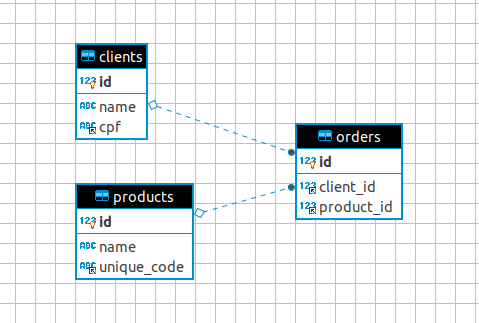 clients
123 id
ABC name
ABC cpf
orders
123 id
123 client_id
123 product_id
products
123 id
ABC name
ABC unique_code